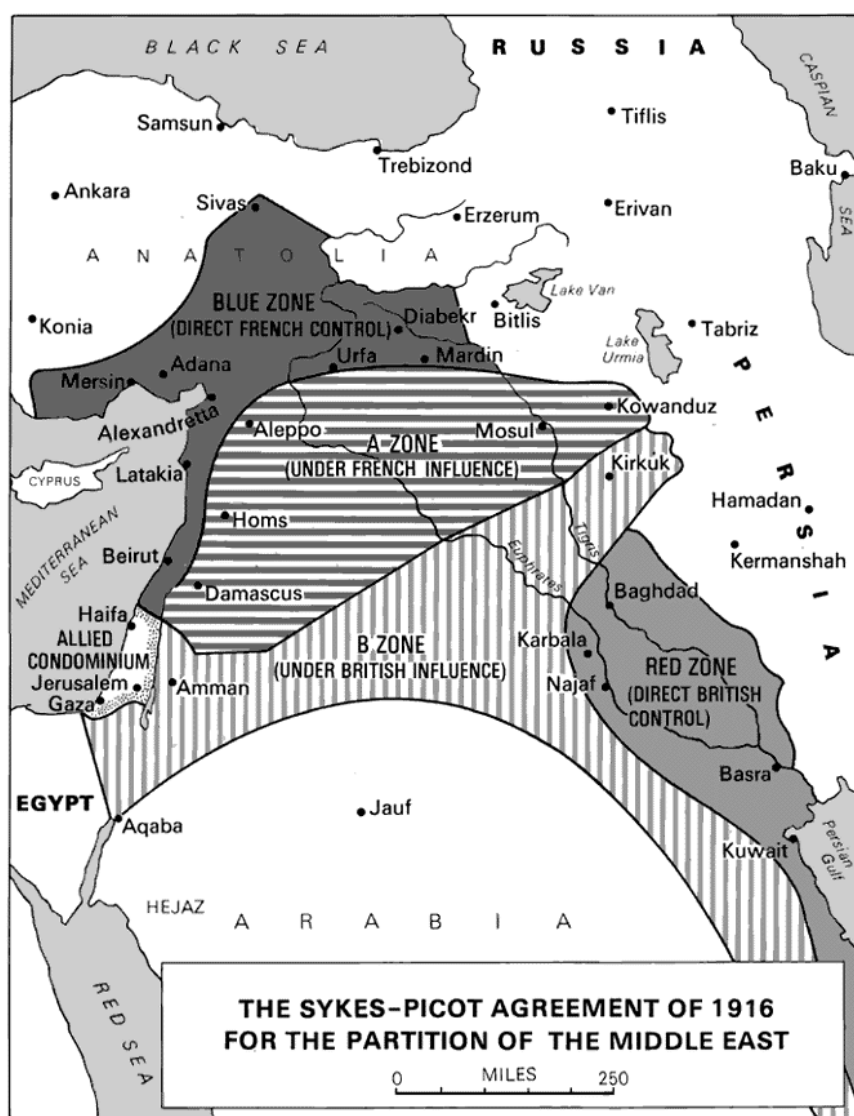 BLACK SEA
RUSSIA
CASPIAN
SEA
Samsun
Tiflis
Trebizond
Baku
Ankara
Sivas
Erzerum
Erivan
ANATOLIA
Lake Van
BLUE ZONE
(DIRECT FRENCH CONTROL)
Diabekr
Bitlis
Konia
Lake
Urmia
Tabriz
Adana
Urfa
Mardin
Mersin
PERSIA
Alexandretta
Kowanduz
Aleppo
Mosul
A ZONE
(UNDER FRENCH INFLUENCE)
Latakia
Kirkuk
CYPRUS
Hamadan
Homs
MEDITERRANEAN
SEA
Tigris
Kermanshah
Beirut
Euphrates
Damascus
Baghdad
Haifa
ALLIED
CONDOMINIUM
B ZONE
(UNDER BRITISH INFLUENCE)
Karbala
RED ZONE
(DIRECT BRITISH
CONTROL)
Jerusalem
Amman
Najaf
Gaza
Basra
EGYPT
Jauf
Aqaba
Kuwait
Persian
Gulf
HEJAZ
ARABIA
RED SEA
THE SYKES–PICOT AGREEMENT OF 1916
FOR THE PARTITION OF THE MIDDLE EAST
0 MILES 250